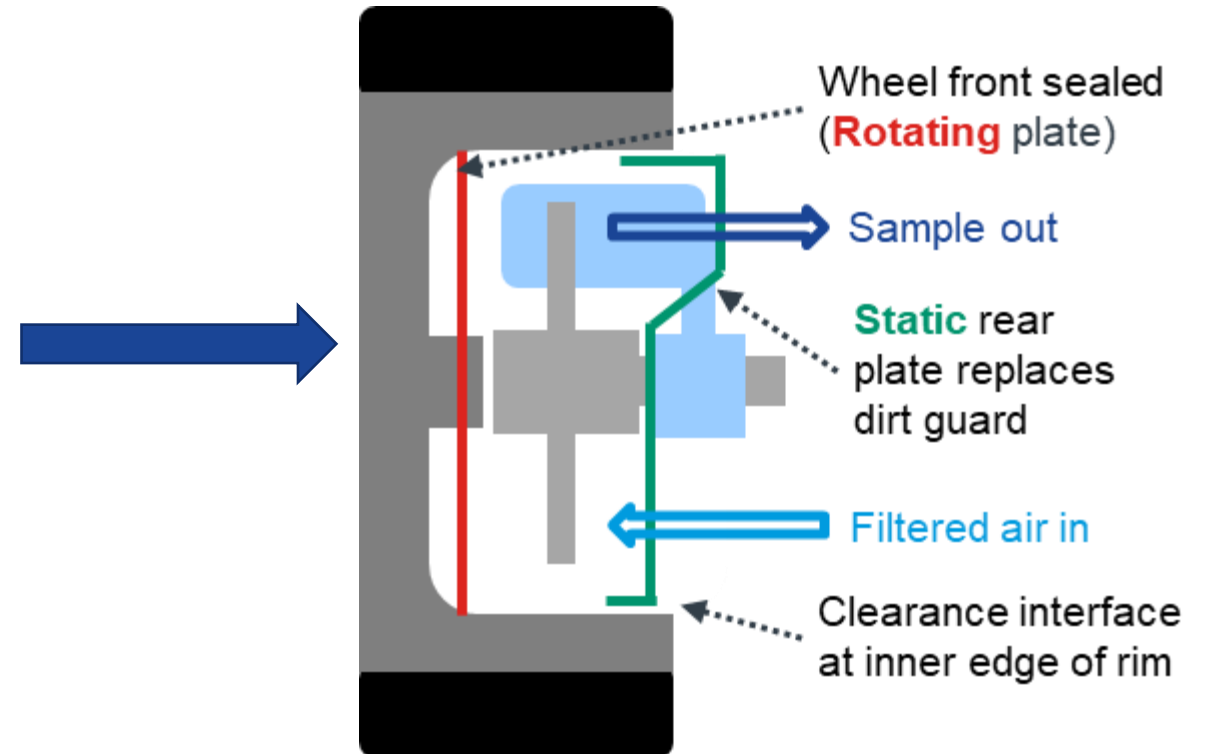 Wheel front sealed
(Rotating plate)
Sample out
Static rear
plate replaces
dirt guard
Filtered air in
Clearance interface
at inner edge of rim